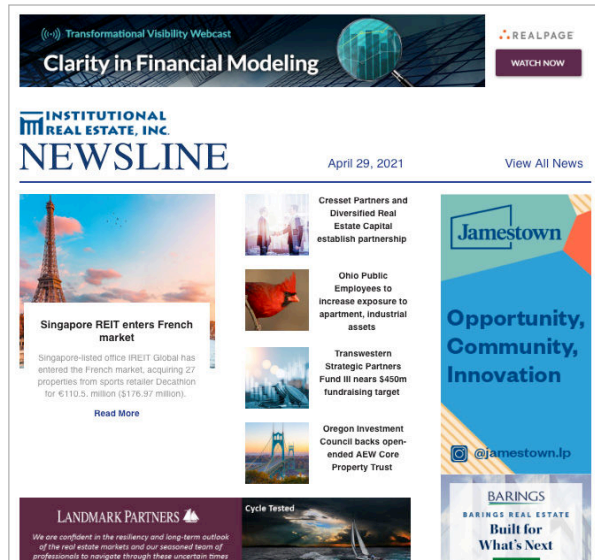 Transformational Visibility Webcast
Clarity in Financial Modeling
REALPAGE
WATCH NOW
INSTITUTIONAL
REAL ESTATE, INC.
NEWSLINE
April 29, 2021
View All News
Singapore REIT enters French
market
Singapore-listed office IREIT Global has
entered the French market, acquiring 27
properties from sports retailer Decathlon
for €110.5. million ($176.97 million).
Read More
Cresset Partners and
Diversified Real
Estate Capital
establish partnership
Ohio Public
Employees to
increase exposure to
apartment, industrial
assets
Transwestern
Strategic Partners
Fund III nears $450m
fundraising target
Oregon Investment
Council backs open-
ended AEW Core
Property Trust
Jamestown
Opportunity,
Community,
Innovation
@jamestown.lp
LANDMARK PARTNERS
We are confident in the resiliency and long-term outlook
of the real estate markets and our seasoned team of
professionals to navigate through these uncertain times
Cycle Tested
BARINGS
BARINGS REAL ESTATE
Built for
What's Next